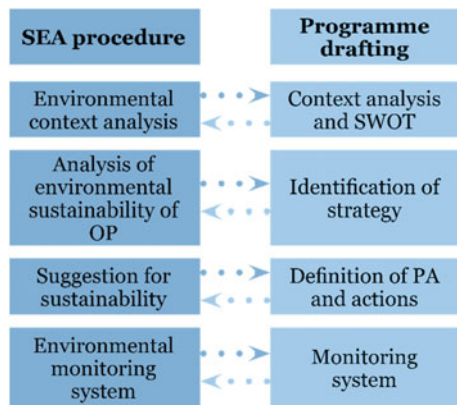 SEA procedure
Programme
drafting
Environmental
context analysis
Context analysis
and SWOT
Analysis of
environmental
sustainability of
OP
Identification of
strategy
Suggestion for
sustainability
Definition of PA
and actions
Environmental
monitoring
system
Monitoring
system